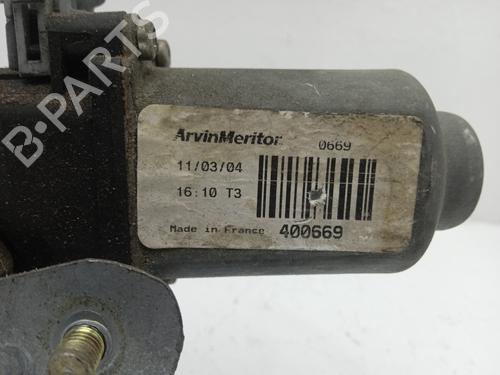 ArvinMeritor 0669
11/03/04
16:10 T3
Made in France 400669
B-PARTS